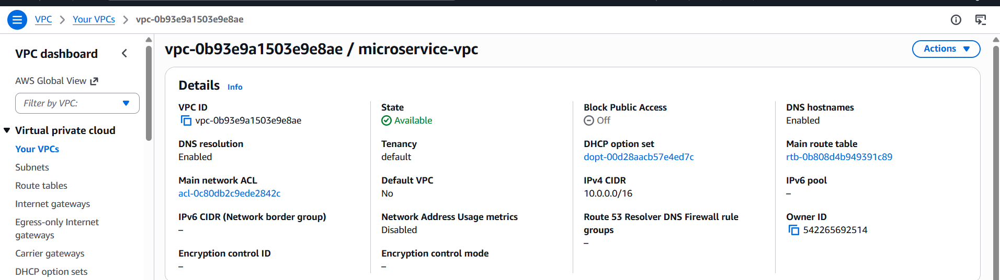 VPC > Your VPCs > vpc-0b93e9a1503e9e8ae
VPC dashboard
AWS Global View
Filter by VPC:
Virtual private cloud
Your VPCs
Subnets
Route tables
Internet gateways
Egress-only Internet
gateways
Carrier gateways
DHCP option sets
vpc-0b93e9a1503e9e8ae / microservice-vpc
Actions
Details Info
VPC ID
vpc-0b93e9a1503e9e8ae
State
Available
Block Public Access
Off
DNS hostnames
Enabled
DNS resolution
Enabled
Tenancy
default
DHCP option set
dopt-00d28aacb57e4ed7c
Main route table
rtb-0b808d4b949391c89
Main network ACL
acl-0c80db2c9ede2842c
Default VPC
No
IPv4 CIDR
10.0.0.0/16
IPv6 pool
–
IPv6 CIDR (Network border group)
–
Network Address Usage metrics
Disabled
Route 53 Resolver DNS Firewall rule
groups
–
Owner ID
542265692514
Encryption control ID
–
Encryption control mode
–